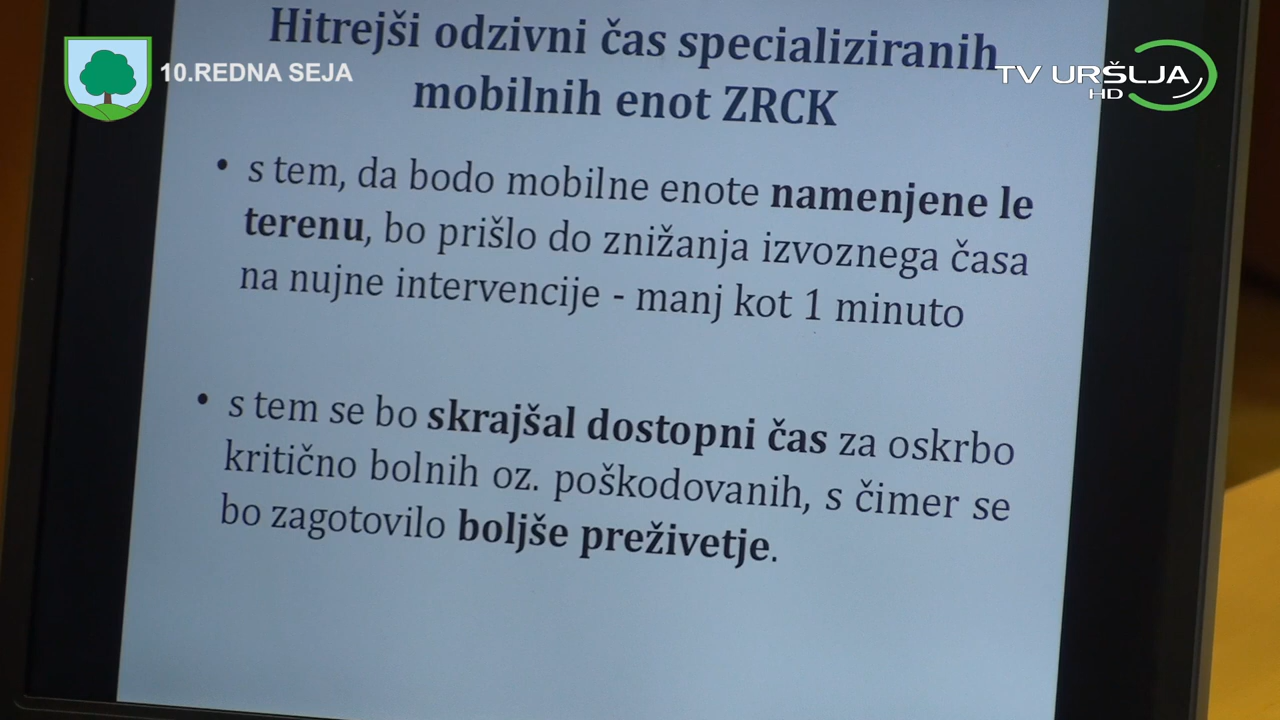 Hitrejši odzivni čas specializiranih
mobilnih enot ZRCK
10.REDNA SEJA
TV URŠLJA
HD
• s tem, da bodo mobilne enote namenjene le
terenu, bo prišlo do znižanja izvoznega časa
na nujne intervencije - manj kot 1 minuto
• s tem se bo skrajšal dostopni čas za oskrbo
kritično bolnih oz. poškodovanih, s čimer se
bo zagotovilo boljše preživetje.